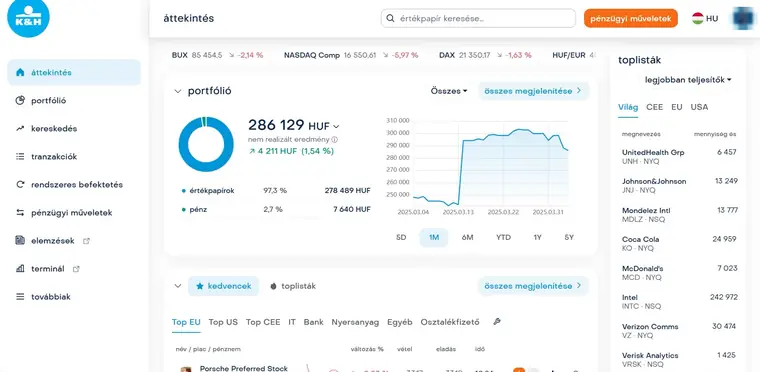 K&H
áttekintés
értékpapír keresése..
pénzügyi műveletek
HU
BUX 85 454.5 ↘ -2,14 % NASDAQ Comp 16 550,61 ↘ -5,97 % DAX 21 350,17 ↘ -1,63 % HUF/EUR
áttekintés
portfólió
kereskedés
tranzakciók
rendszeres befektetés
pénzügyi műveletek
elemzések
terminál
továbbiak
portfólió
Összes
összes megjelenítése
286 129 HUF
nem realizált eredmény
↗ 4 211 HUF (1,54 %)
értékpapírok 97,3 % 278 489 HUF
pénz 2,7 % 7 640 HUF
310 000
300 000
290 000
280 000
270 000
260 000
250 000
2025.03.04 2025.03.13 2025.03.22 2025.03.31
5D 1M 6M YTD 1Y 5Y
kedvencek toplisták
összes megjelenítése
Top EU Top US Top CEE IT Bank Nyersanyag Egyéb Osztalékfizető
név / piac / pénznem változás % vétel eladás idő
Porsche Preferred Stock
toplisták
legjobban teljesítők
Világ CEE EU USA
megnevezés mennyiség es
UnitedHealth Grp 6 457
UNH · NYQ
Johnson&Johnson 13 249
JNJ · NYQ
Mondelez Intl 13 777
MDLZ · NSQ
Coca Cola 24 959
KO · NYQ
McDonald's 7 023
MCD · NYQ
Intel 242 972
INTC · NSQ
Verizon Comms 30 474
VZ · NYQ
Verisk Analytics 1 425
VRSK · NSQ